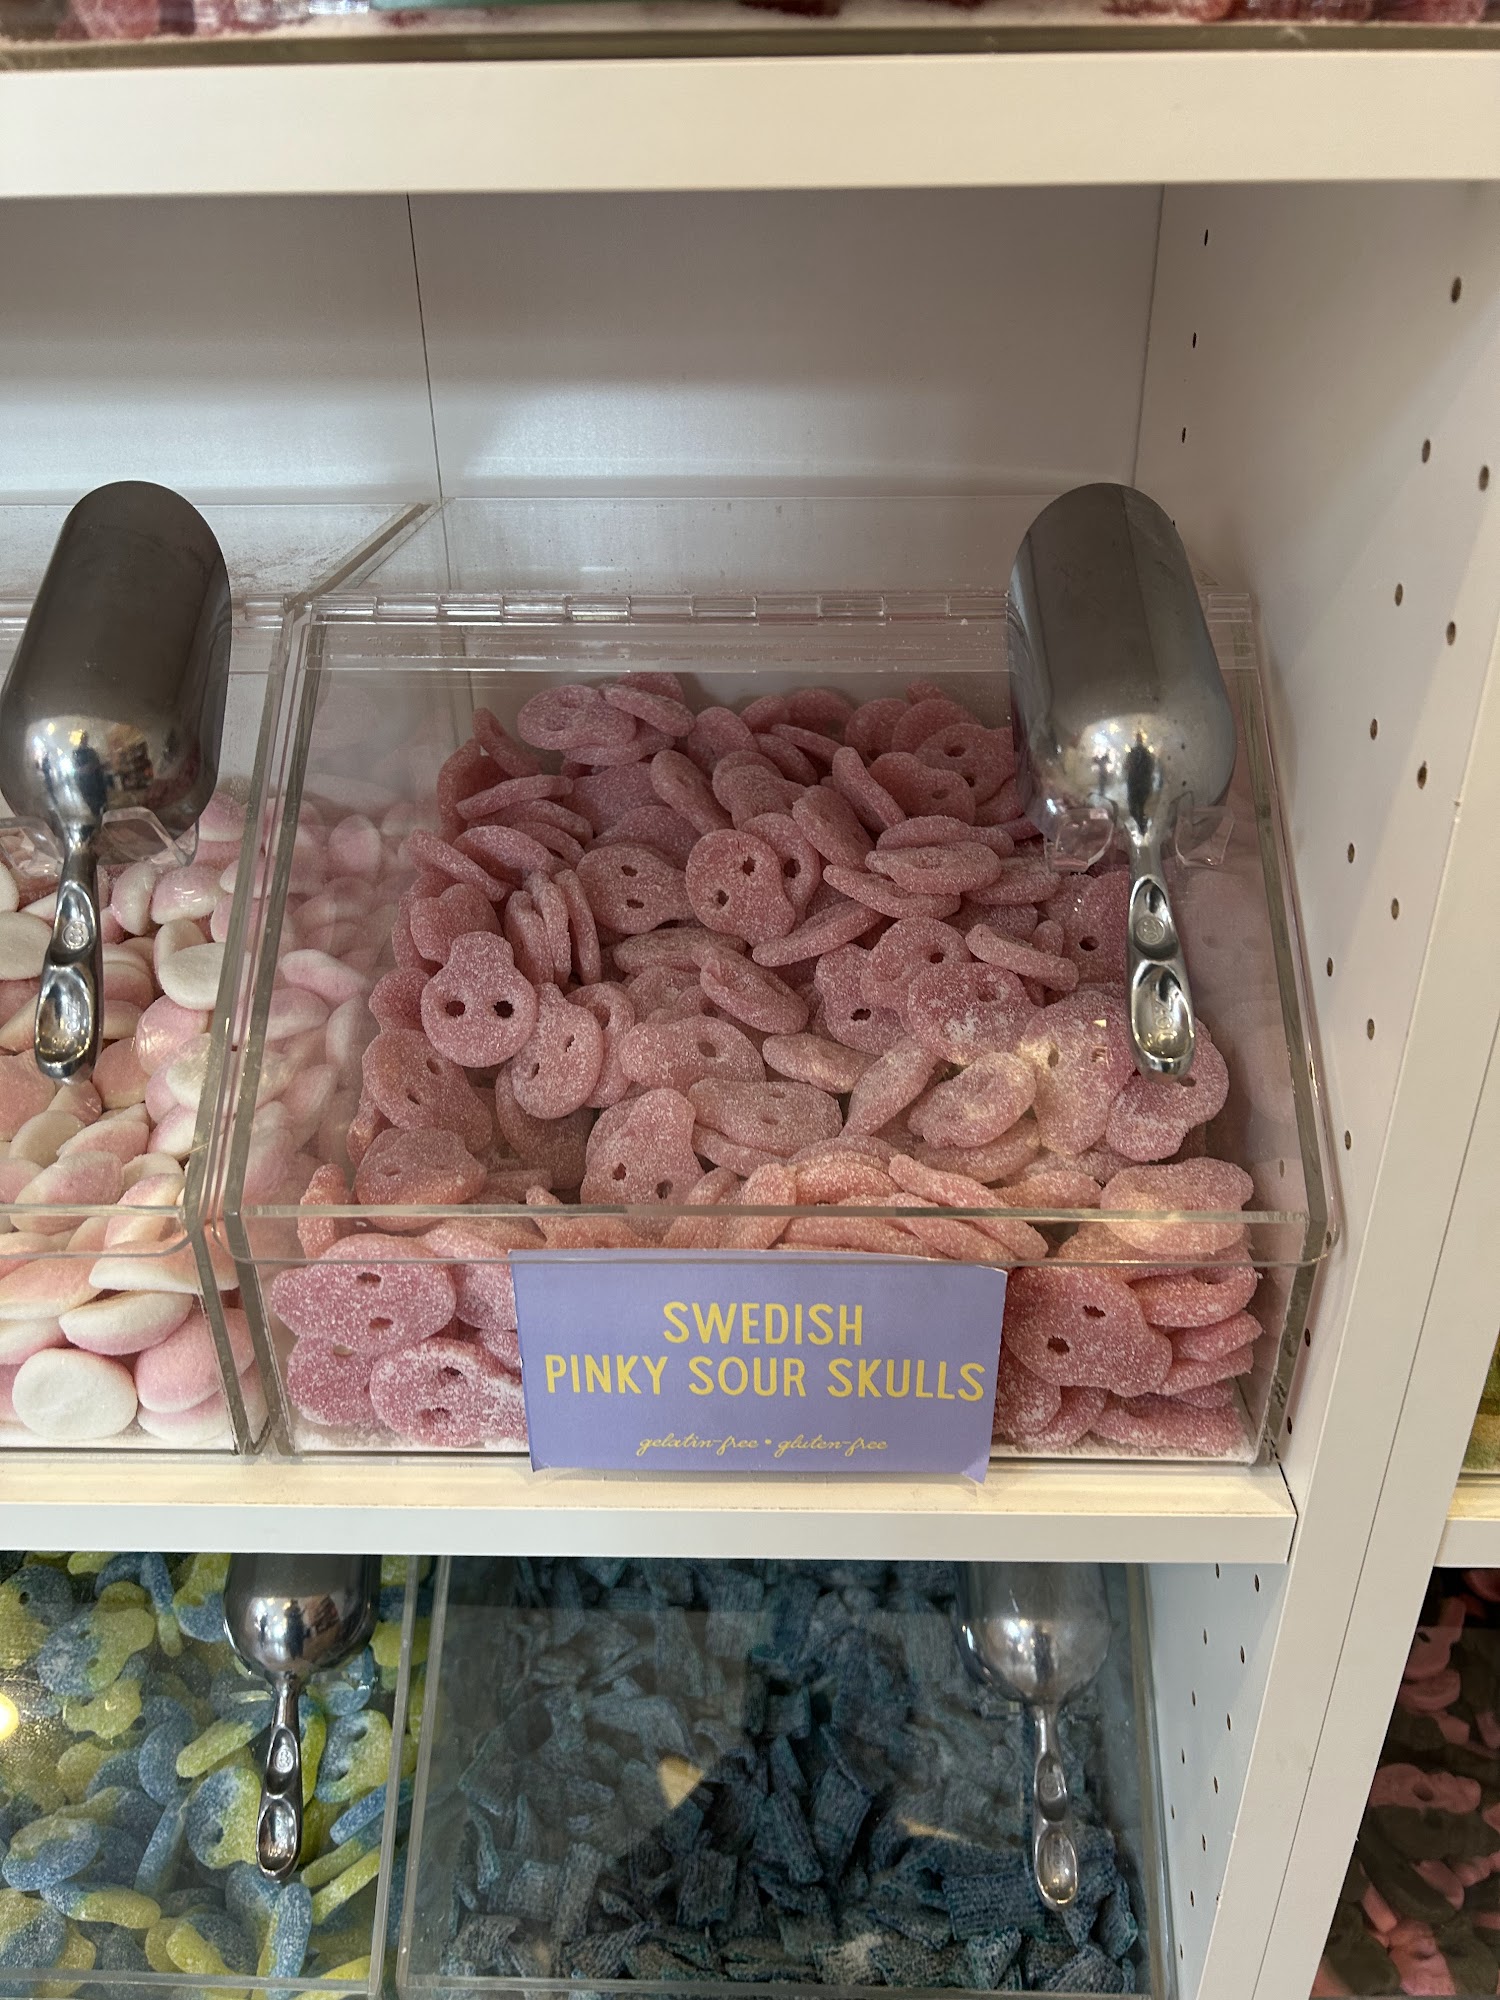 SWEDISH
PINKY SOUR SKULLS
gelatin-free • gluten-free